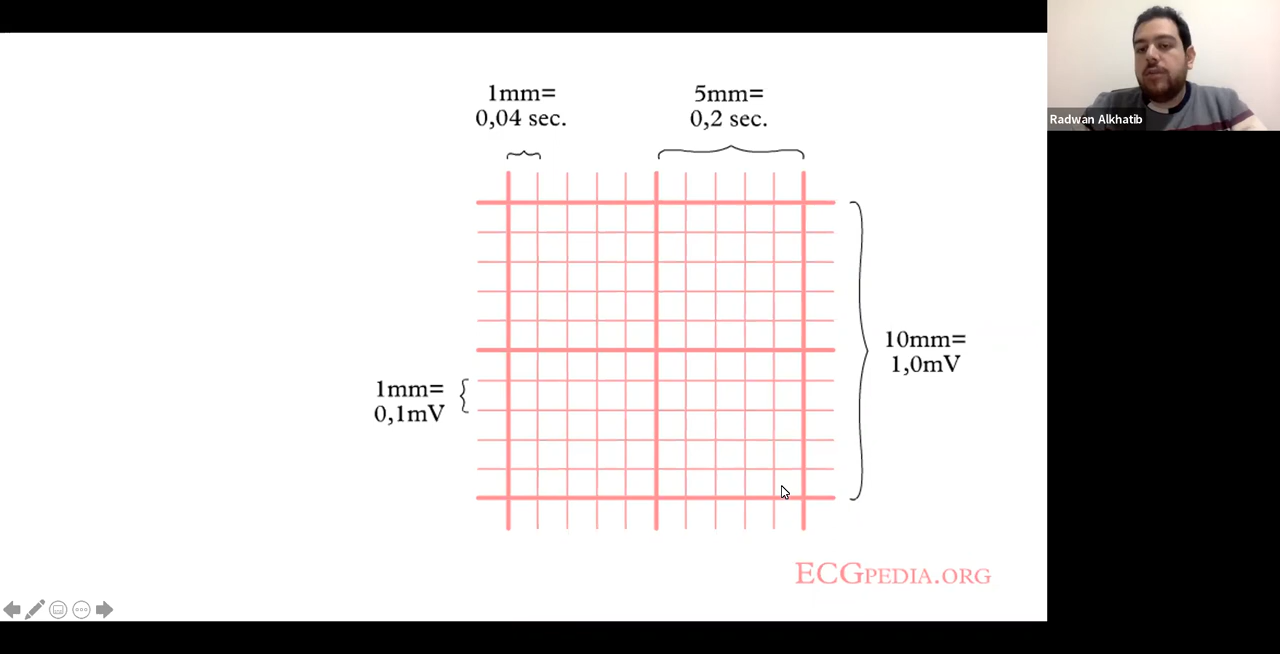 1mm=
0,04 sec.
5mm=
0,2 sec.
Radwan Alkhatib
10mm=
1,0mV
1mm=
0,1mV
ECGPEDIA.ORG